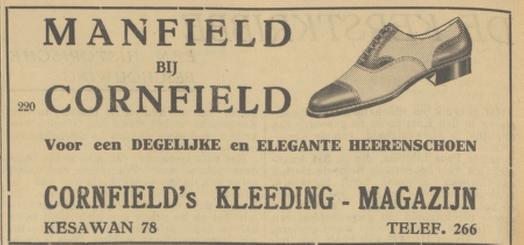 MANFIELD
BIJ
220 CORNFIELD
Voor een DEGELIJKE en ELEGANTE HEERENSCHOEN
CORNFIELD's KLEEDING - MAGAZIJN
KESAWAN 78 TELEF. 266